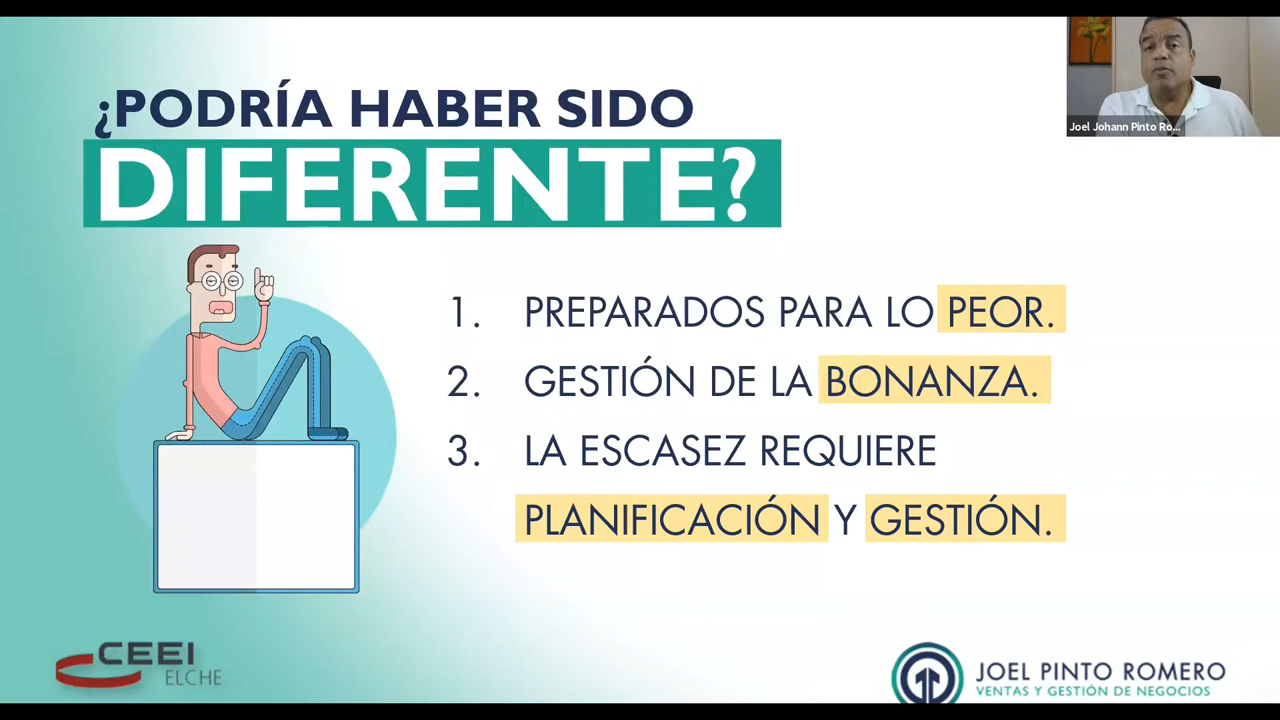 Joel Johann Pinto Ro...
¿PODRÍA HABER SIDO
DIFERENTE?
1. PREPARADOS PARA LO PEOR.
2. GESTIÓN DE LA BONANZA.
3. LA ESCASEZ REQUIERE
PLANIFICACIÓN Y GESTIÓN.
CEEI
ELCHE
JOEL PINTO ROMERO
VENTAS Y GESTIÓN DE NEGOCIOS